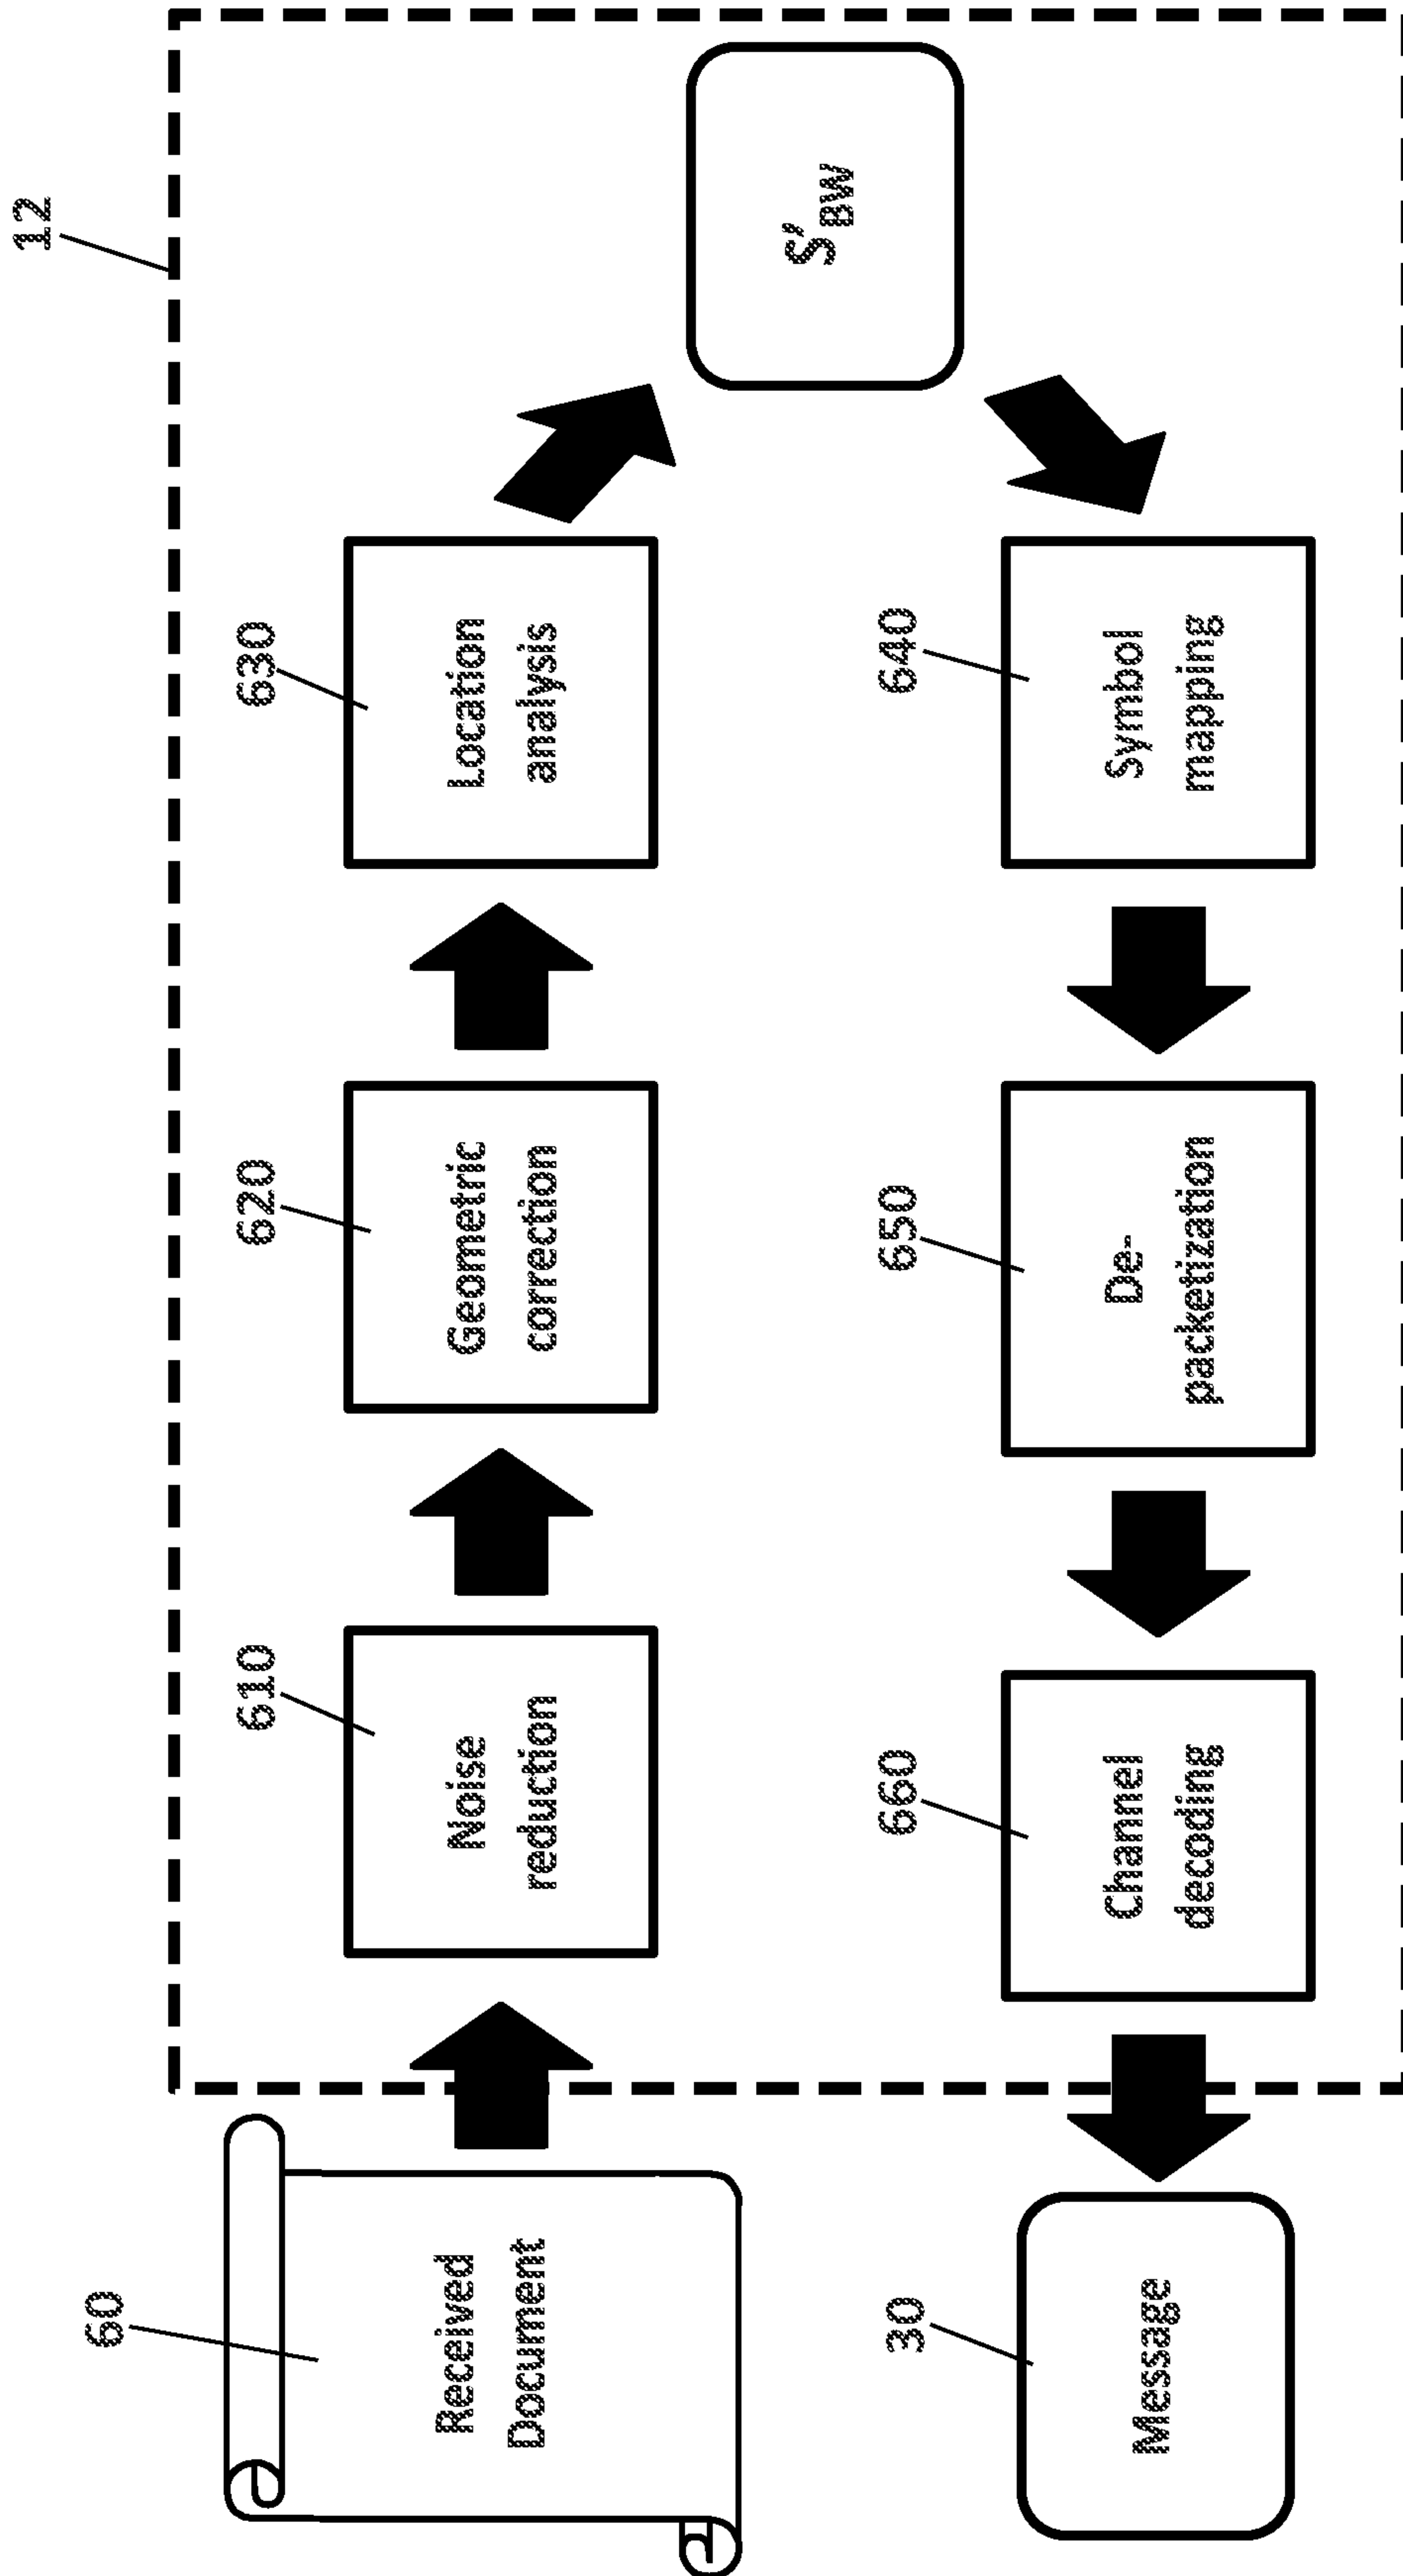 12
60
Received
Document
610
Noise
reduction
620
Geometric
correction
630
Location
analysis
S'BW
640
Symbol
mapping
650
De-
packetization
660
Channel
decoding
30
Message